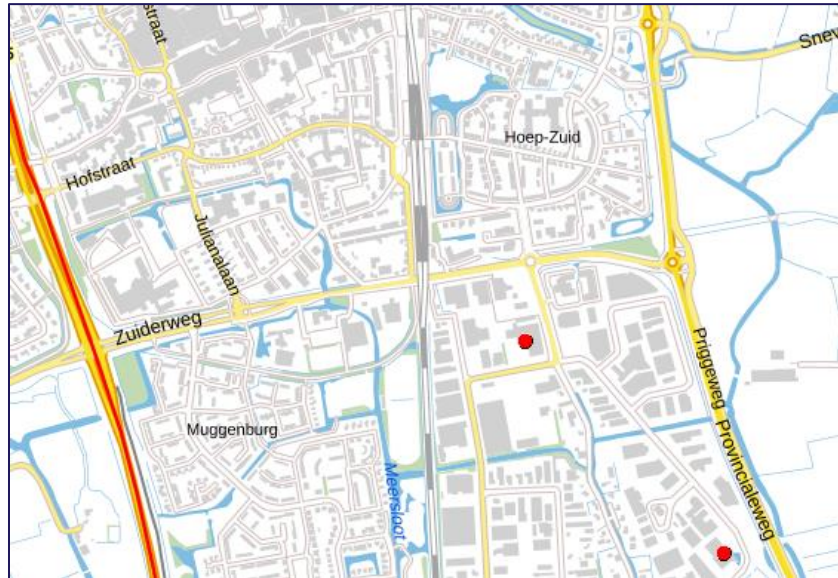 straat
Snev
Hoep-Zuid
Hofstraat
Julianalaan
Zuiderweg
Priggeweg
Muggenburg
Provincialeweg
Meersloot